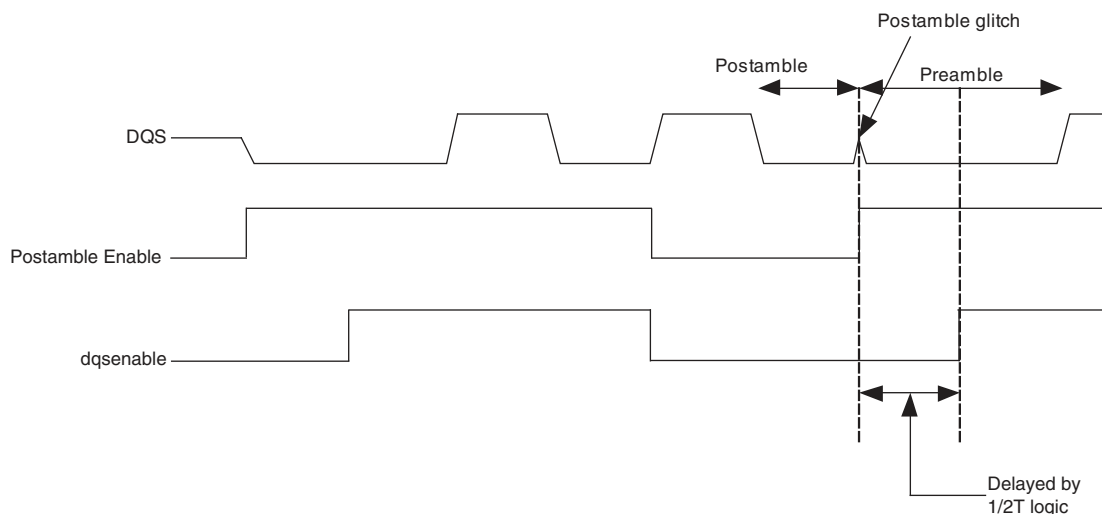 Postamble glitch
Postamble
Preamble
DQS
Postamble Enable
dqsenable
Delayed by
1/2T logic